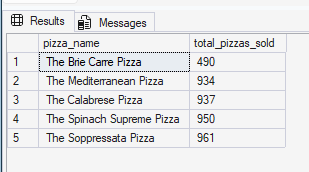 Results Messages
pizza_name total_pizzas_sold
1 The Brie Carre Pizza 490
2 The Mediterranean Pizza 934
3 The Calabrese Pizza 937
4 The Spinach Supreme Pizza 950
5 The Soppressata Pizza 961